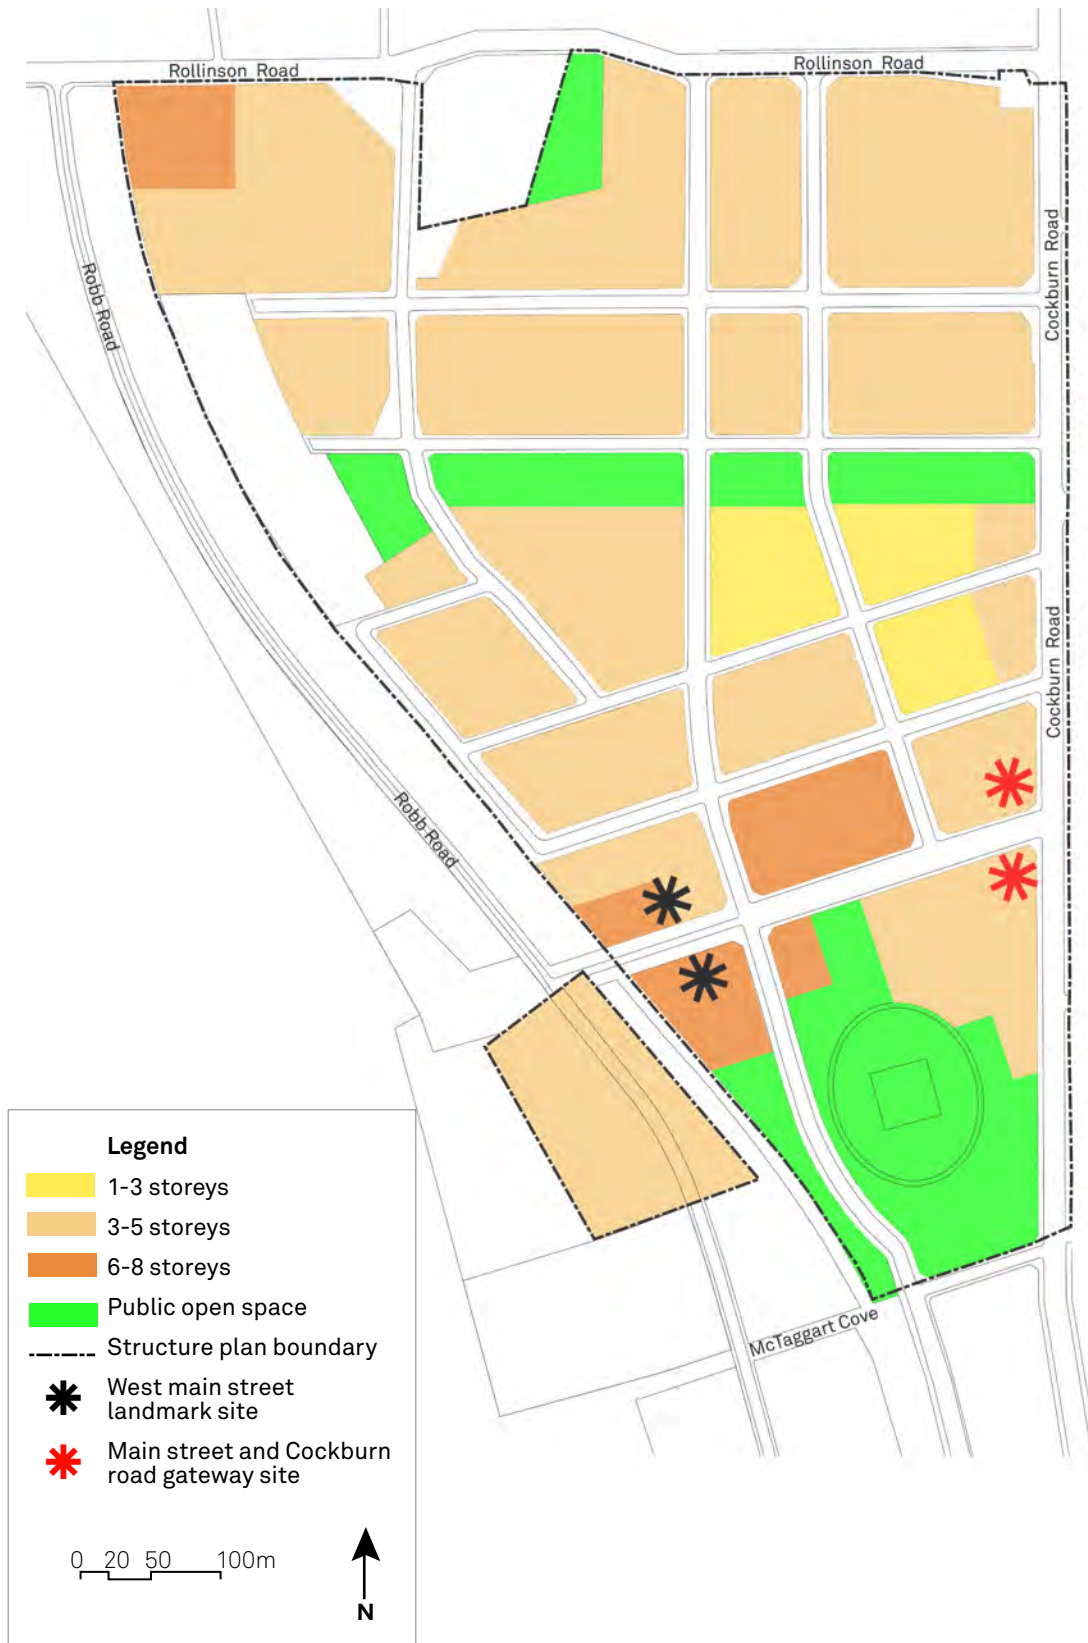 Rollinson Road
Rollinson Road
Cockburn Road
Robb Road
Cockburn Road
Robb Road
McTaggart Cove
Legend
1-3 storeys
3-5 storeys
6-8 storeys
Public open space
Structure plan boundary
West main street
landmark site
Main street and Cockburn
road gateway site
0 20 50 100m
N